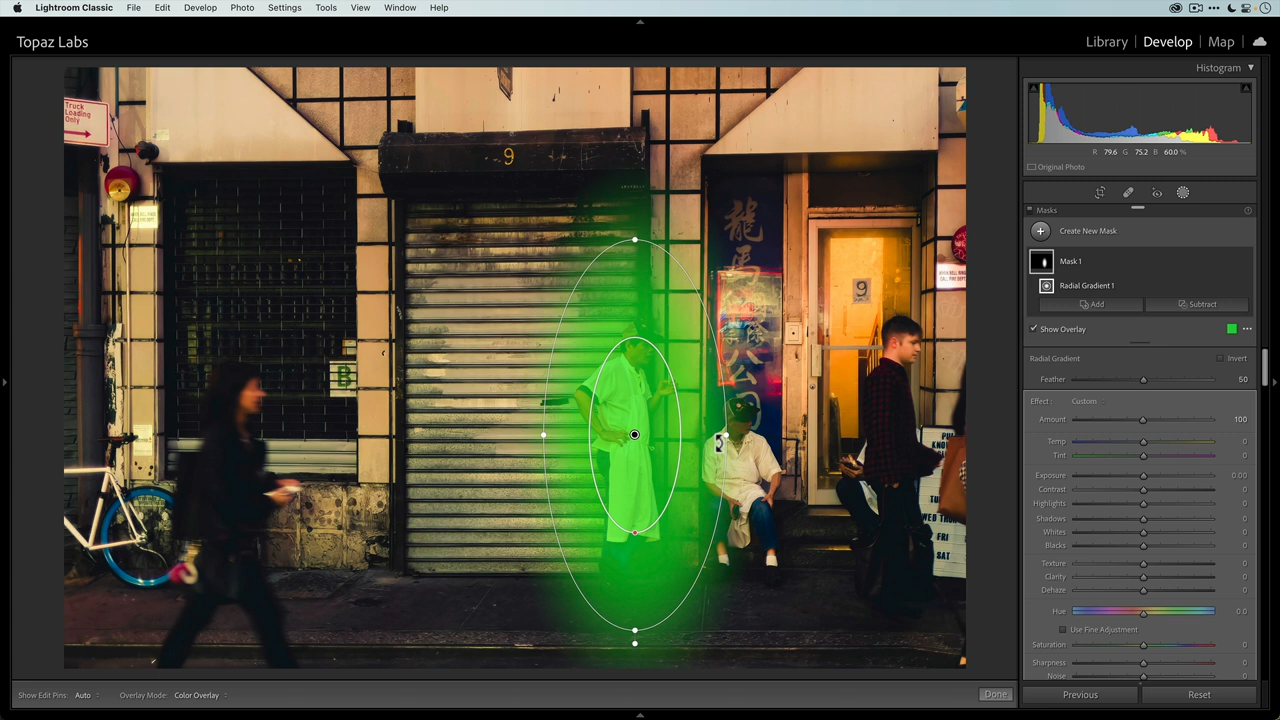 Lightroom Classic File Edit Develop Photo Settings Tools View Window Help
Topaz Labs
Library | Develop | Map
Histogram
R 79.6 G 75.2 B 60.0 %
Original Photo
Masks
Create New Mask
Mask 1
Radial Gradient 1
Add Subtract
Show Overlay
Radial Gradient Invert
Feather 50
Effect : Custom
Amount 100
Temp 0
Tint 0
Exposure 0.00
Contrast 0
Highlights 0
Shadows 0
Whites 0
Blacks 0
Texture 0
Clarity 0
Dehaze 0
Hue 0.0
Use Fine Adjustment
Saturation 0
Sharpness 0
Noise 0
Previous Reset
Truck
Loading
Only
9
B
9
龍
馬
FRI
SAT
Show Edit Pins: Auto Overlay Mode: Color Overlay Done